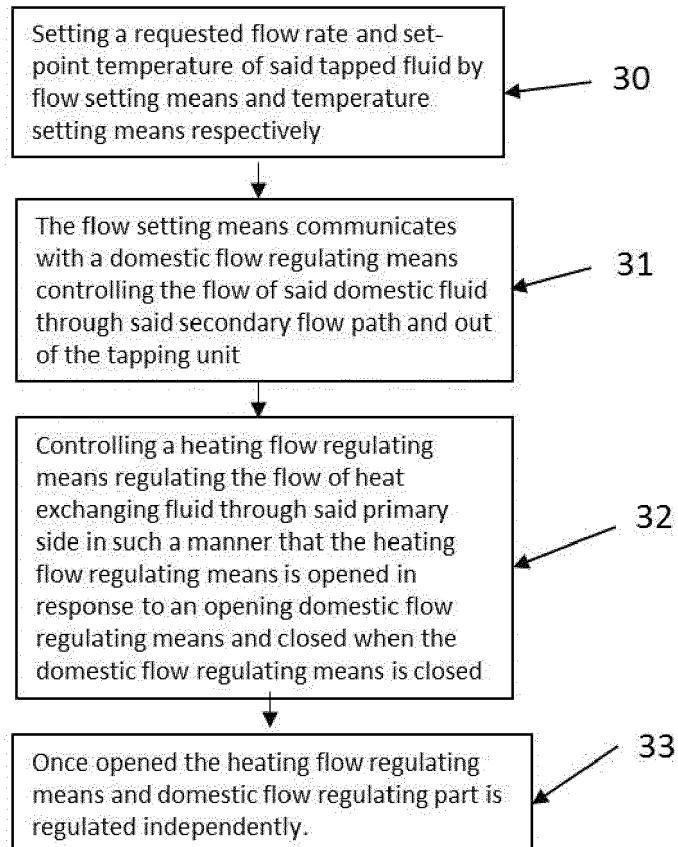 Setting a requested flow rate and set-
point temperature of said tapped fluid by
flow setting means and temperature
setting means respectively
30
The flow setting means communicates
with a domestic flow regulating means
controlling the flow of said domestic fluid
through said secondary flow path and out
of the tapping unit
31
Controlling a heating flow regulating
means regulating the flow of heat
exchanging fluid through said primary
side in such a manner that the heating
flow regulating means is opened in
response to an opening domestic flow
regulating means and closed when the
domestic flow regulating means is closed
32
Once opened the heating flow regulating
means and domestic flow regulating part is
regulated independently.
33